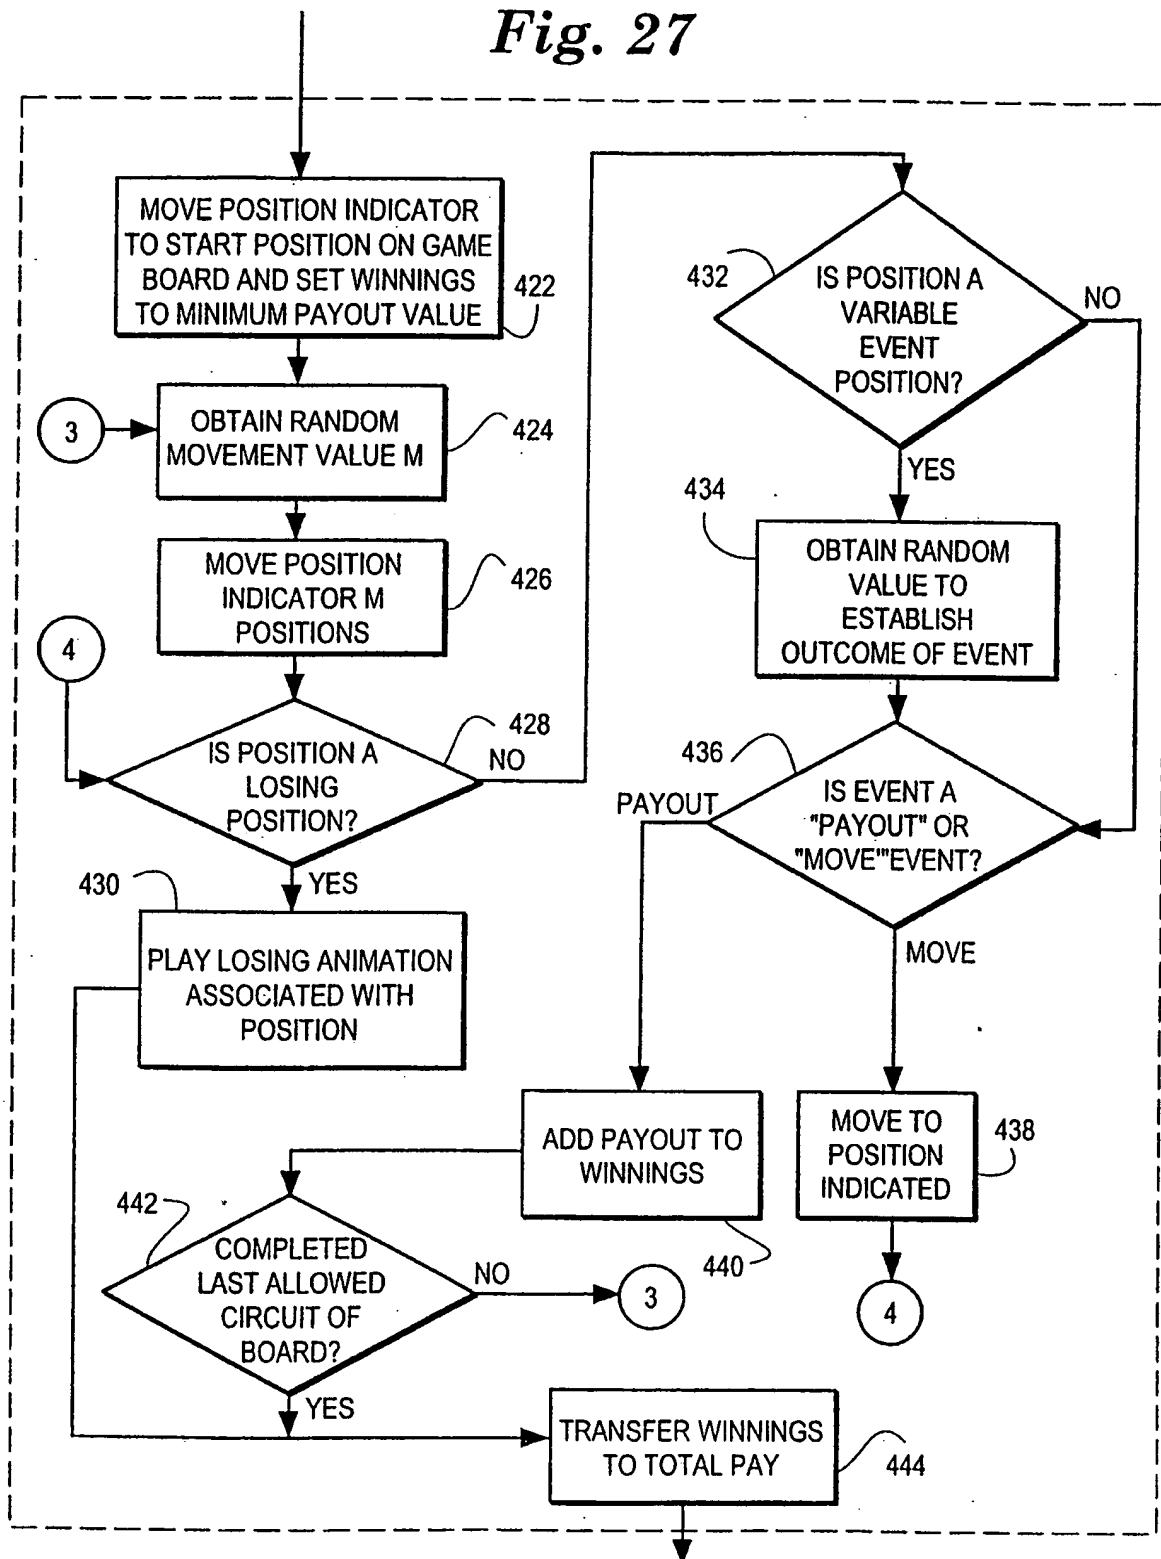 Fig. 27
MOVE POSITION INDICATOR
TO START POSITION ON GAME
BOARD AND SET WINNINGS
TO MINIMUM PAYOUT VALUE
422
3
OBTAIN RANDOM
MOVEMENT VALUE M
424
MOVE POSITION
INDICATOR M
POSITIONS
426
4
IS POSITION A
LOSING
POSITION?
428
NO
YES
430
PLAY LOSING ANIMATION
ASSOCIATED WITH
POSITION
432
IS POSITION A
VARIABLE
EVENT
POSITION?
NO
YES
434
OBTAIN RANDOM
VALUE TO
ESTABLISH
OUTCOME OF EVENT
436
IS EVENT A
"PAYOUT" OR
"MOVE'"EVENT?
PAYOUT
MOVE
ADD PAYOUT TO
WINNINGS
440
MOVE TO
POSITION
INDICATED
438
4
442
COMPLETED
LAST ALLOWED
CIRCUIT OF
BOARD?
NO
3
YES
TRANSFER WINNINGS
TO TOTAL PAY
444